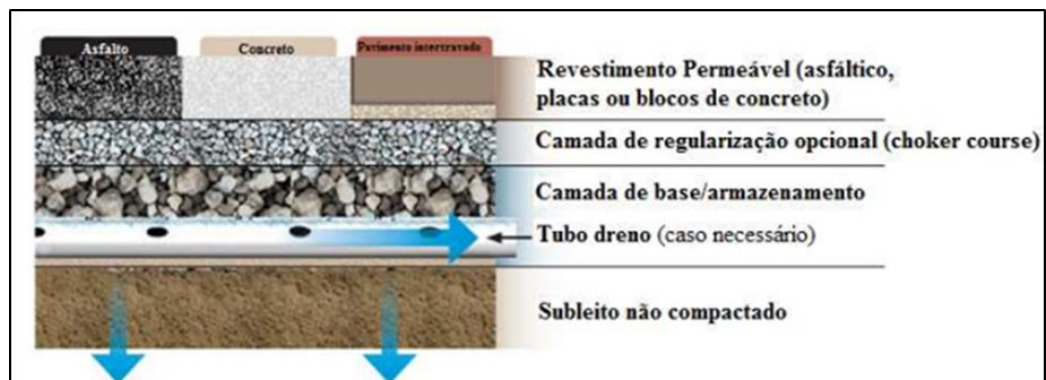 Asfalto
Concreto
Pavimento intertravado
Revestimento Permeável (asfáltico,
placas ou blocos de concreto)
Camada de regularização opcional (choker course)
Camada de base/armazenamento
Tubo dreno (caso necessário)
Subleito não compactado